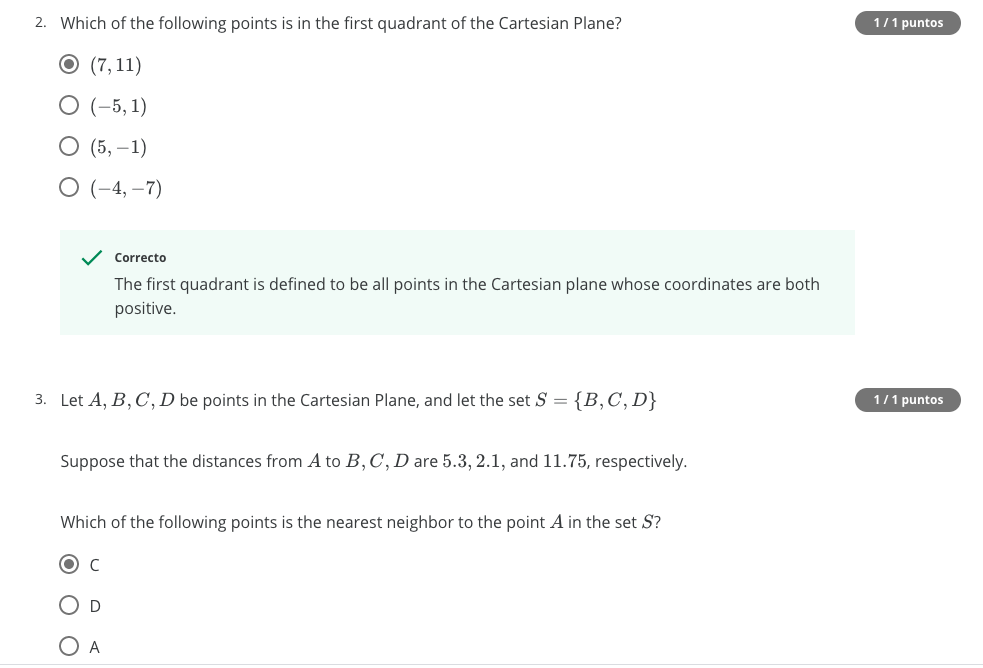 2. Which of the following points is in the first quadrant of the Cartesian Plane? 1 / 1 puntos
(7, 11)
(−5, 1)
(5, −1)
(−4, −7)
Correcto
The first quadrant is defined to be all points in the Cartesian plane whose coordinates are both
positive.
3. Let A, B, C, D be points in the Cartesian Plane, and let the set S = {B, C, D} 1 / 1 puntos
Suppose that the distances from A to B, C, D are 5.3, 2.1, and 11.75, respectively.
Which of the following points is the nearest neighbor to the point A in the set S?
C
D
A